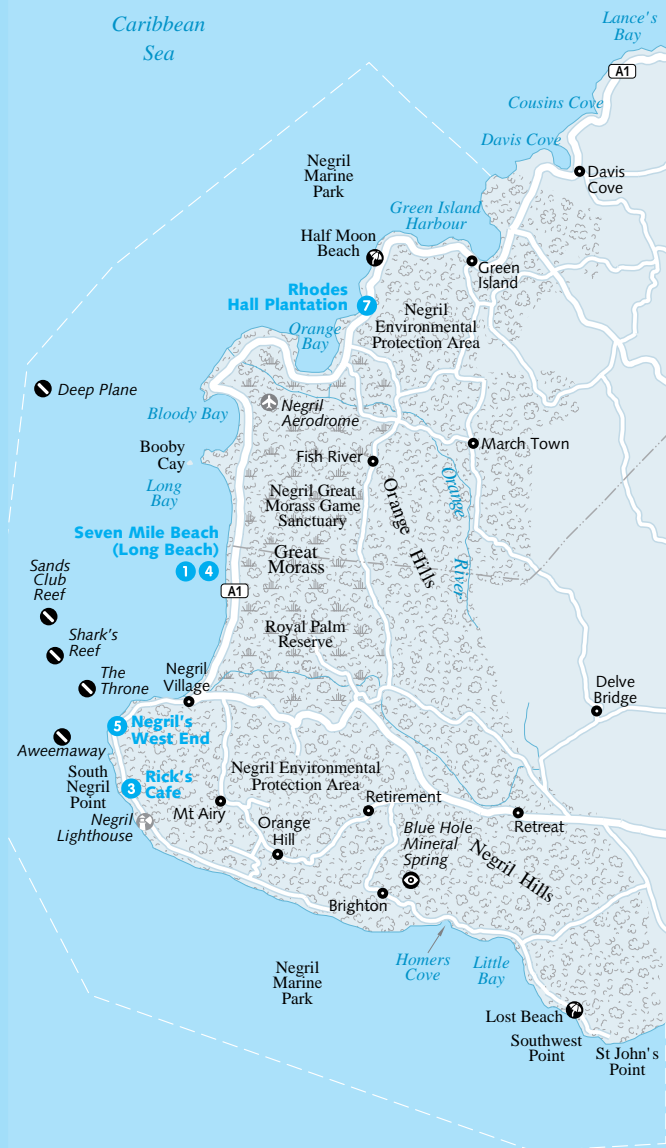 Lance's
Bay
Caribbean
Sea
A1
Cousins Cove
Davis Cove
Negril
Marine
Park
Davis
Cove
Green Island
Harbour
Half Moon
Beach
Green
Island
Rhodes
Hall Plantation
7
Negril
Environmental
Protection Area
Orange
Bay
Deep Plane
Negril
Aerodrome
Bloody Bay
March Town
Booby
Cay
Fish River
Orange
River
Orange Hills
Long
Bay
Negril Great
Morass Game
Sanctuary
Seven Mile Beach
(Long Beach)
1 4
Great
Morass
A1
Sands
Club
Reef
Royal Palm
Reserve
Shark's
Reef
The
Throne
Negril
Village
Delve
Bridge
5 Negril's
West End
Aweemaway
South
Negril
Point
3 Rick's
Cafe
Negril Environmental
Protection Area
Negril
Lighthouse
Mt Airy
Retirement
Orange
Hill
Blue Hole
Mineral
Spring
Retreat
Negril Hills
Brighton
Homers
Cove
Little
Bay
Negril
Marine
Park
Lost Beach
Southwest
Point
St John's
Point